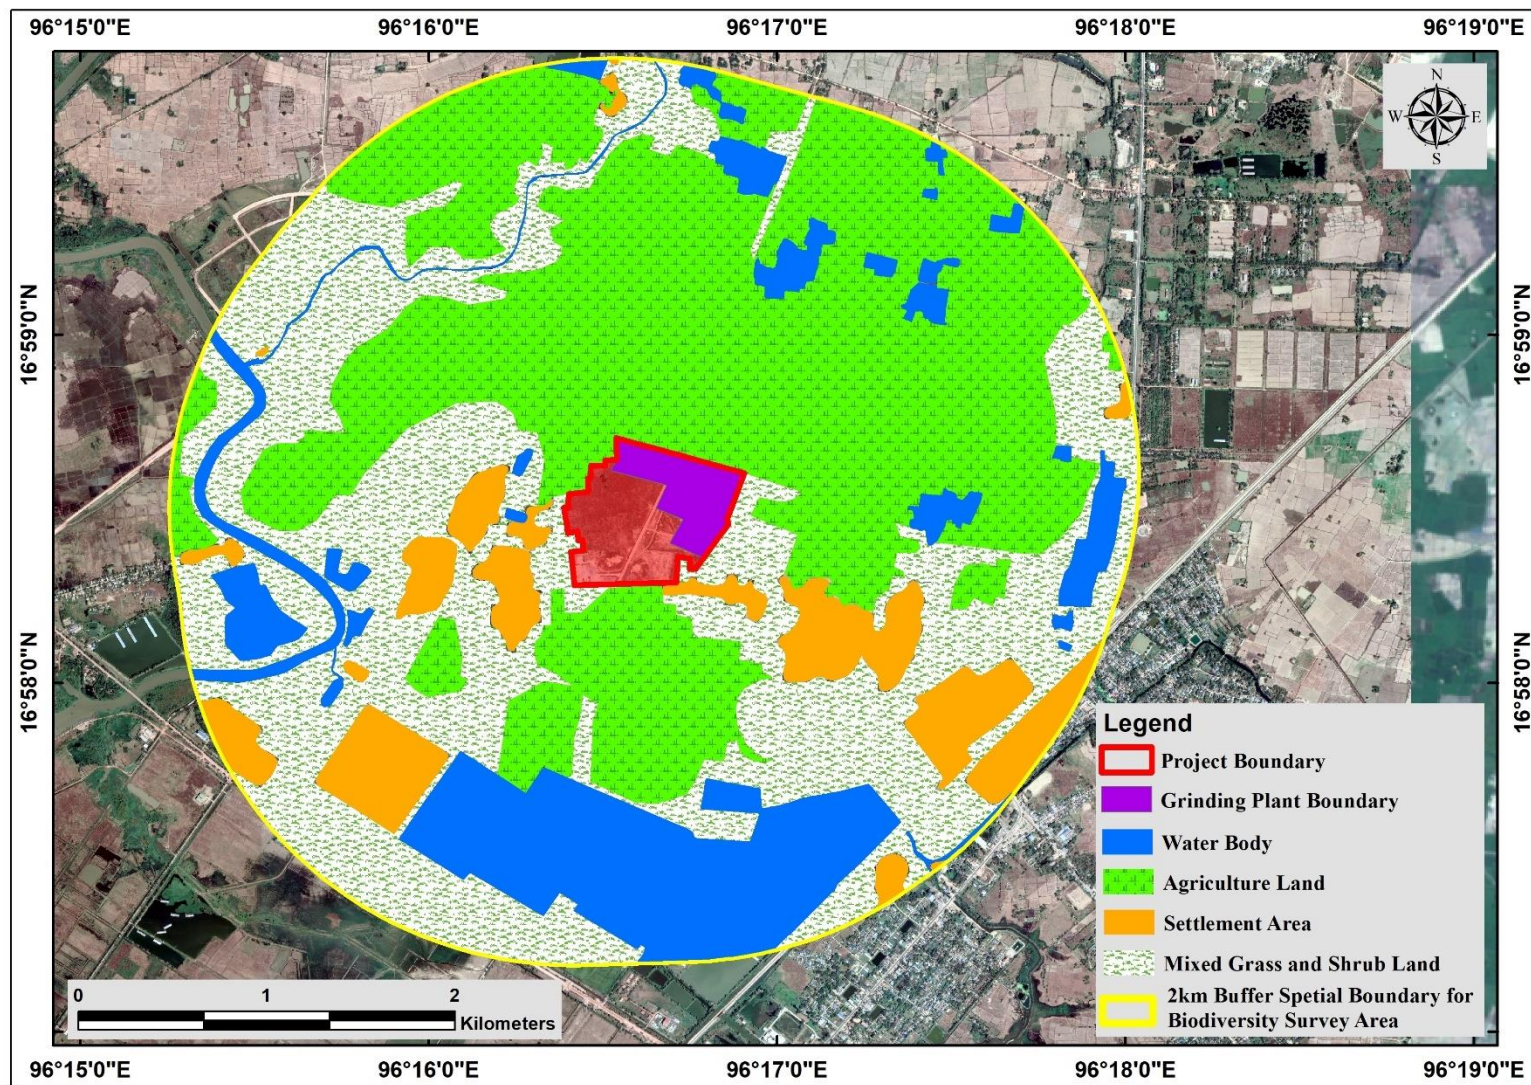 96°15'0"E 96°16'0"E 96°17'0"E 96°18'0"E 96°19'0"E
N
W E
S
16°59'0"N 16°59'0"N
16°58'0"N 16°58'0"N
Legend
Project Boundary
Grinding Plant Boundary
Water Body
Agriculture Land
Settlement Area
Mixed Grass and Shrub Land
2km Buffer Spetial Boundary for
Biodiversity Survey Area
0 1 2
Kilometers
96°15'0"E 96°16'0"E 96°17'0"E 96°18'0"E 96°19'0"E